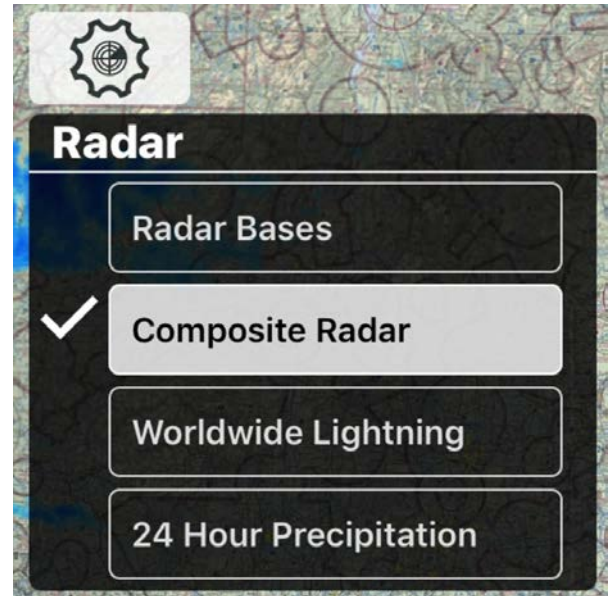 Radar
Radar Bases
Composite Radar
Worldwide Lightning
24 Hour Precipitation